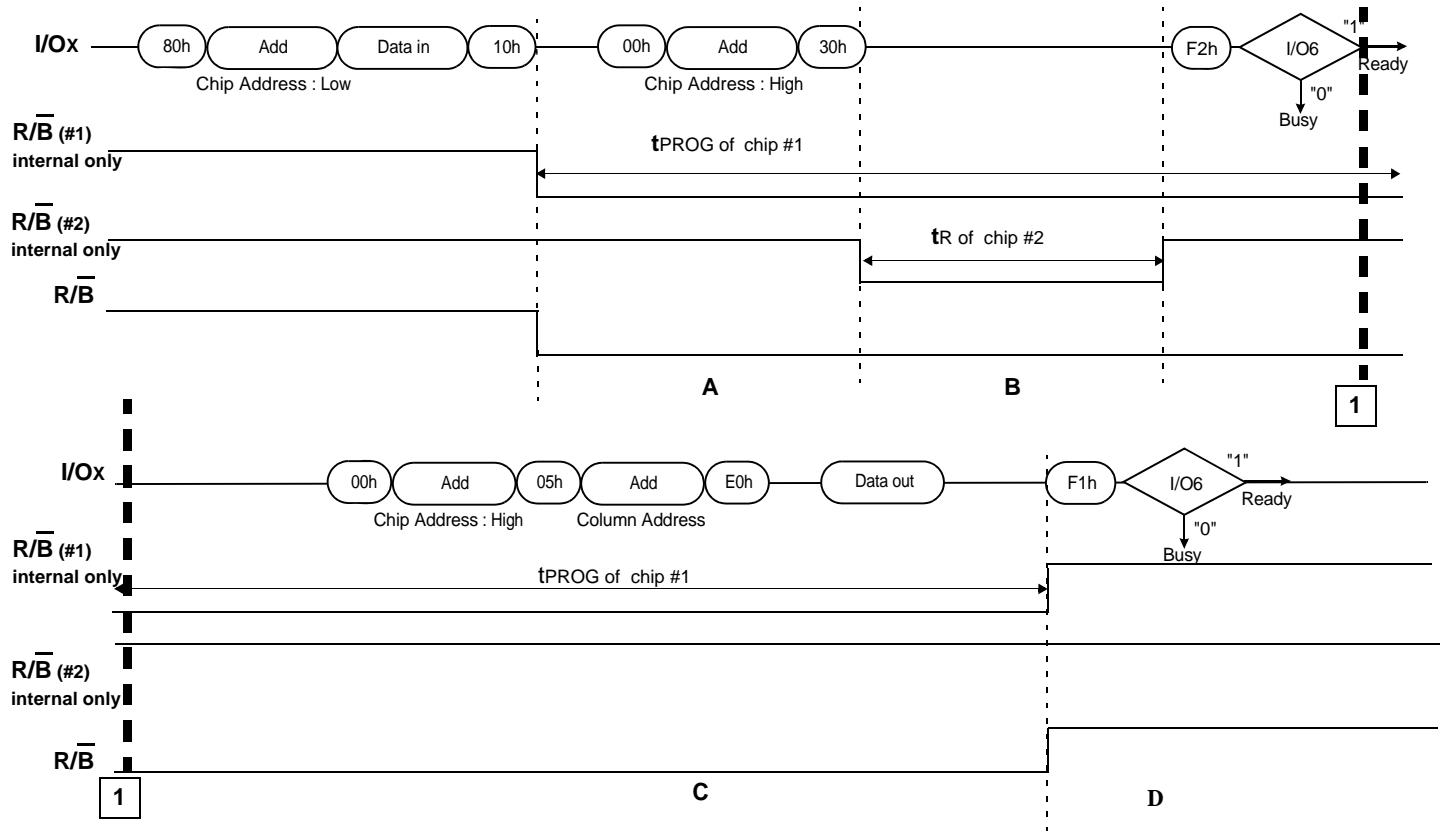 I/Ox 80h Add Data in 10h 00h Add 30h F2h I/O6 "1"
Ready
Chip Address : Low Chip Address : High
"0"
Busy
R/B (#1)
internal only
tPROG of chip #1
R/B (#2)
internal only
tR of chip #2
R/B
A B
1
I/Ox 00h Add 05h Add E0h Data out F1h I/O6 "1"
Ready
Chip Address : High Column Address
"0"
Busy
R/B (#1)
internal only
tPROG of chip #1
R/B (#2)
internal only
R/B
1 C D